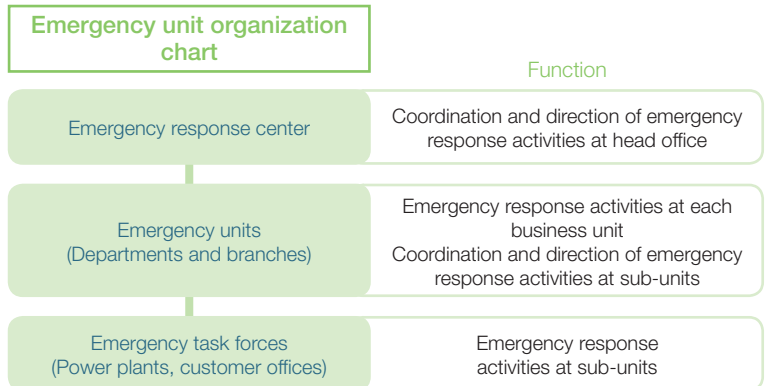 Emergency unit organization
chart
Function
Emergency response center
Coordination and direction of emergency
response activities at head office
Emergency units
(Departments and branches)
Emergency response activities at each
business unit
Coordination and direction of emergency
response activities at sub-units
Emergency task forces
(Power plants, customer offices)
Emergency response
activities at sub-units